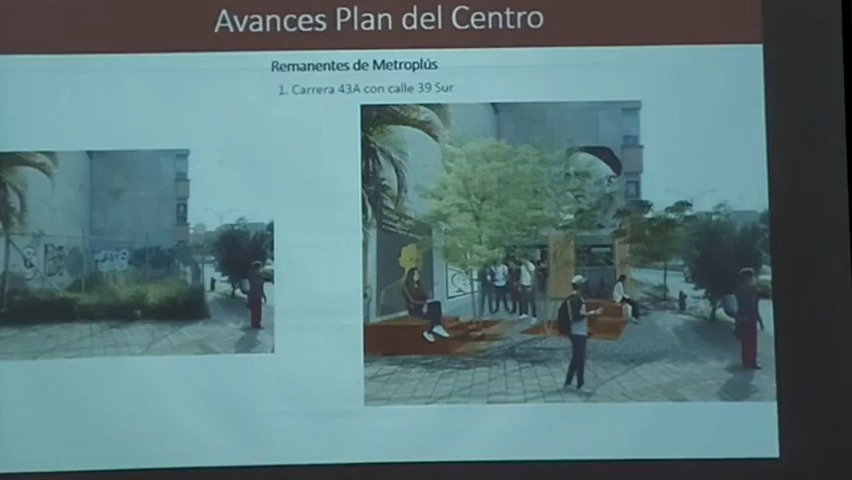 Avances Plan del Centro
Remanentes de Metroplús
1. Carrera 43A con calle 39 Sur